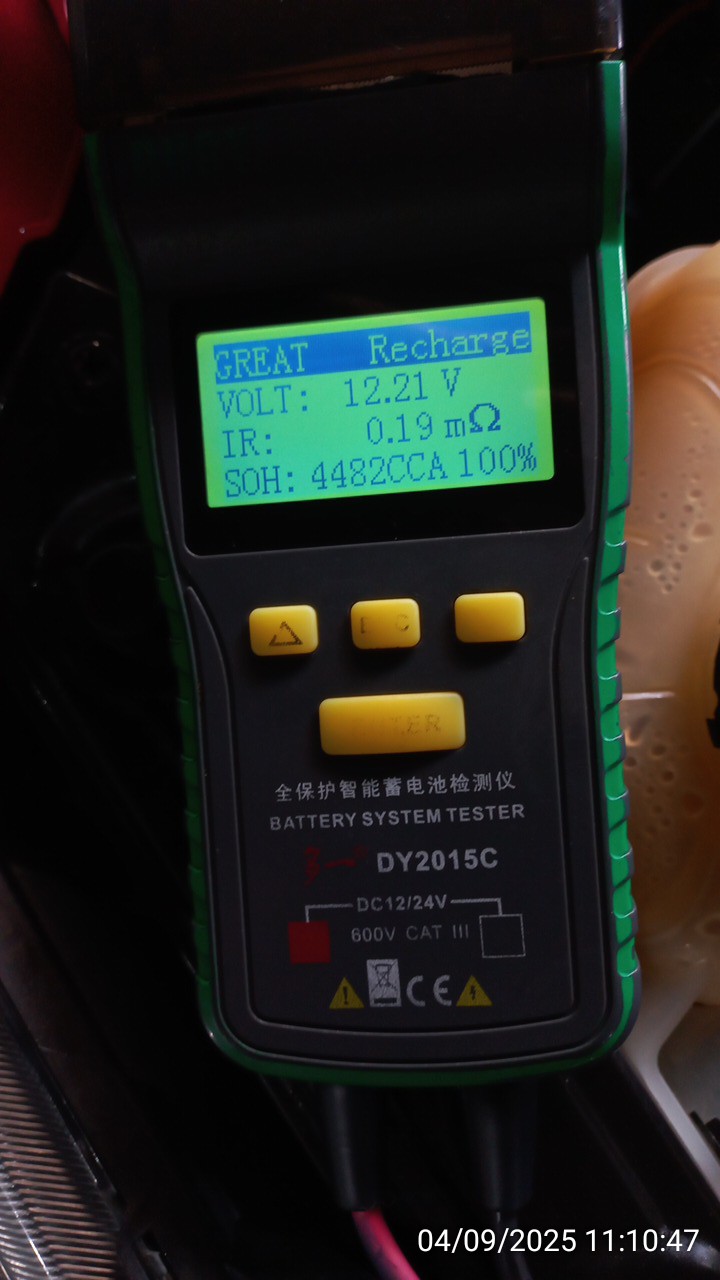 GREAT Recharge
VOLT: 12.21 V
IR: 0.19 mΩ
SOH: 4482CCA 100%
全保护智能蓄电池检测仪
BATTERY SYSTEM TESTER
DY2015C
DC12/24V
600V CAT III
CE
04/09/2025 11:10:47